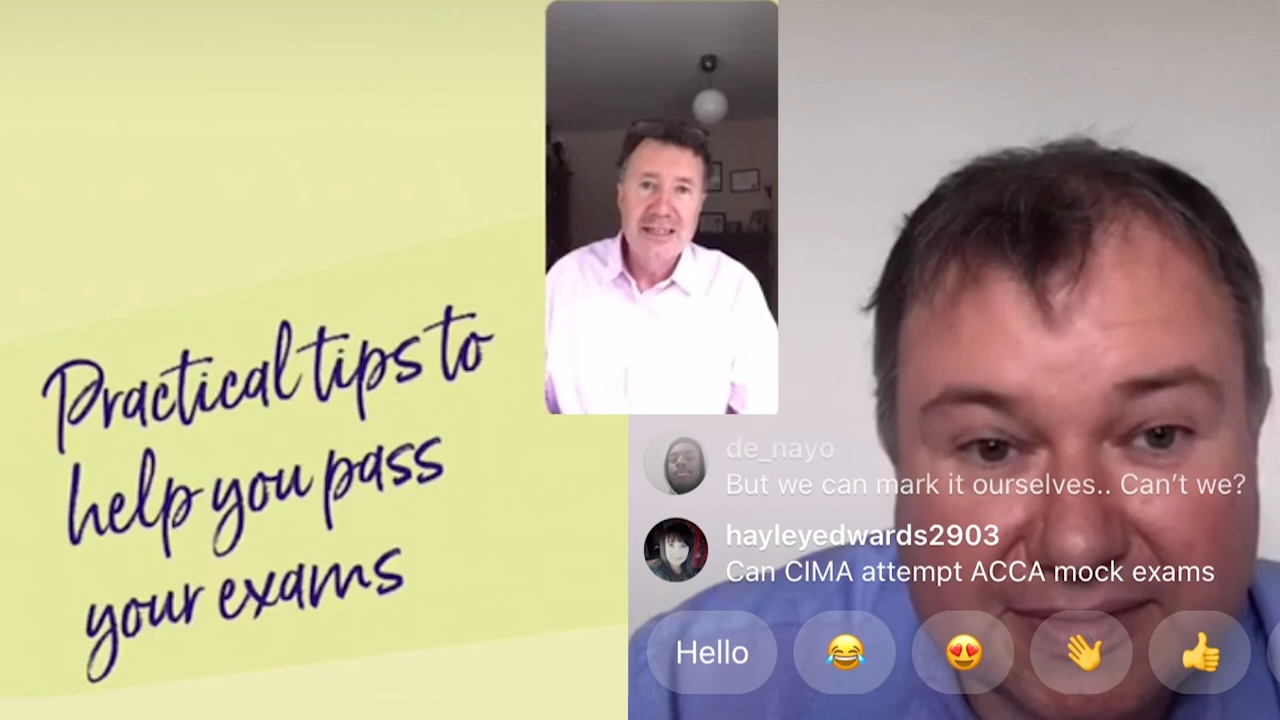 Practical tips to
help you pass
your exams
de_nayo
But we can mark it ourselves.. Can’t we?
hayleyedwards2903
Can CIMA attempt ACCA mock exams
Hello